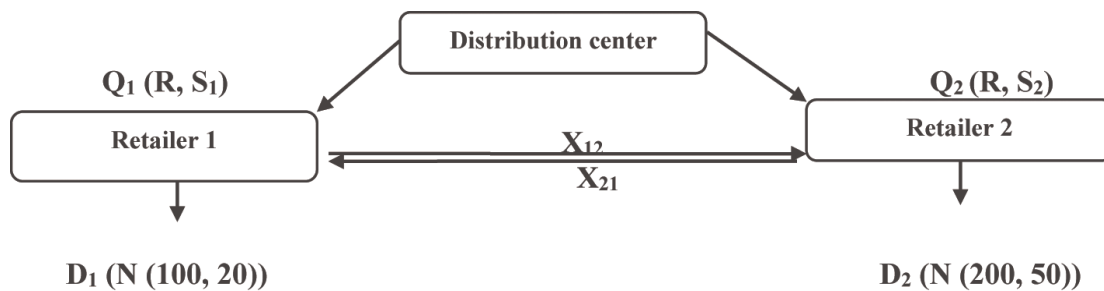 Distribution center
Q₁ (R, S₁)
Q₂ (R, S₂)
Retailer 1
Retailer 2
X₁₂
X₂₁
D₁ (N (100, 20))
D₂ (N (200, 50))